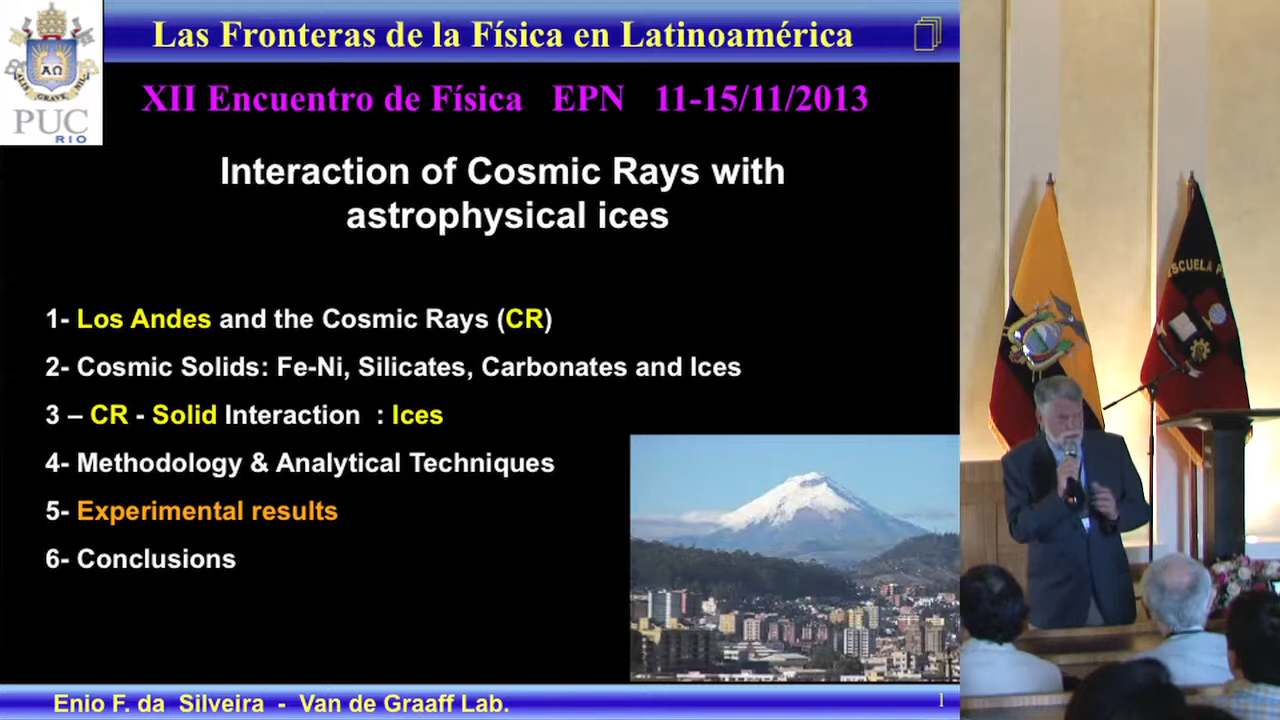 Las Fronteras de la Física en Latinoamérica
PUC
RIO
XII Encuentro de Física EPN 11-15/11/2013
Interaction of Cosmic Rays with
astrophysical ices
1- Los Andes and the Cosmic Rays (CR)
2- Cosmic Solids: Fe-Ni, Silicates, Carbonates and Ices
3 – CR - Solid Interaction : Ices
4- Methodology & Analytical Techniques
5- Experimental results
6- Conclusions
Enio F. da Silveira - Van de Graaff Lab.
1
ESCUELA